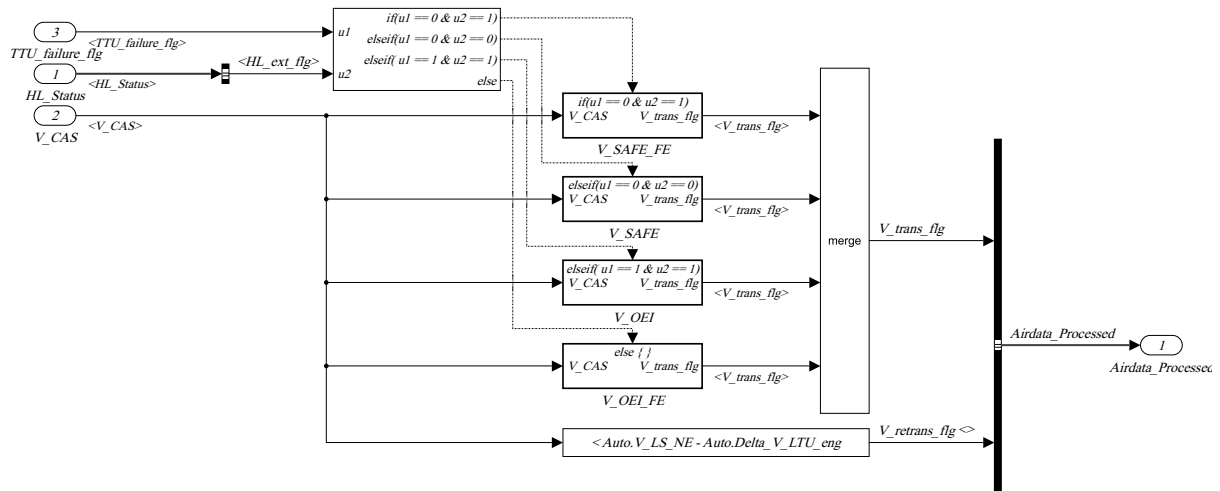 3
TTU_failure_flg
<TTU_failure_flg>
1
HL_Status
<HL_Status>
2
V_CAS
<V_CAS>
<HL_ext_flg>
u1
u2
if(u1 == 0 & u2 == 1)
elseif(u1 == 0 & u2 == 0)
elseif( u1 == 1 & u2 == 1)
else
if(u1 == 0 & u2 == 1)
V_CAS V_trans_flg
V_SAFE_FE
<V_trans_flg>
elseif(u1 == 0 & u2 == 0)
V_CAS V_trans_flg
V_SAFE
<V_trans_flg>
elseif( u1 == 1 & u2 == 1)
V_CAS V_trans_flg
V_OEI
<V_trans_flg>
else { }
V_CAS V_trans_flg
V_OEI_FE
<V_trans_flg>
merge
V_trans_flg
< Auto.V_LS_NE - Auto.Delta_V_LTU_eng
V_retrans_flg <>
Airdata_Processed
1
Airdata_Processed